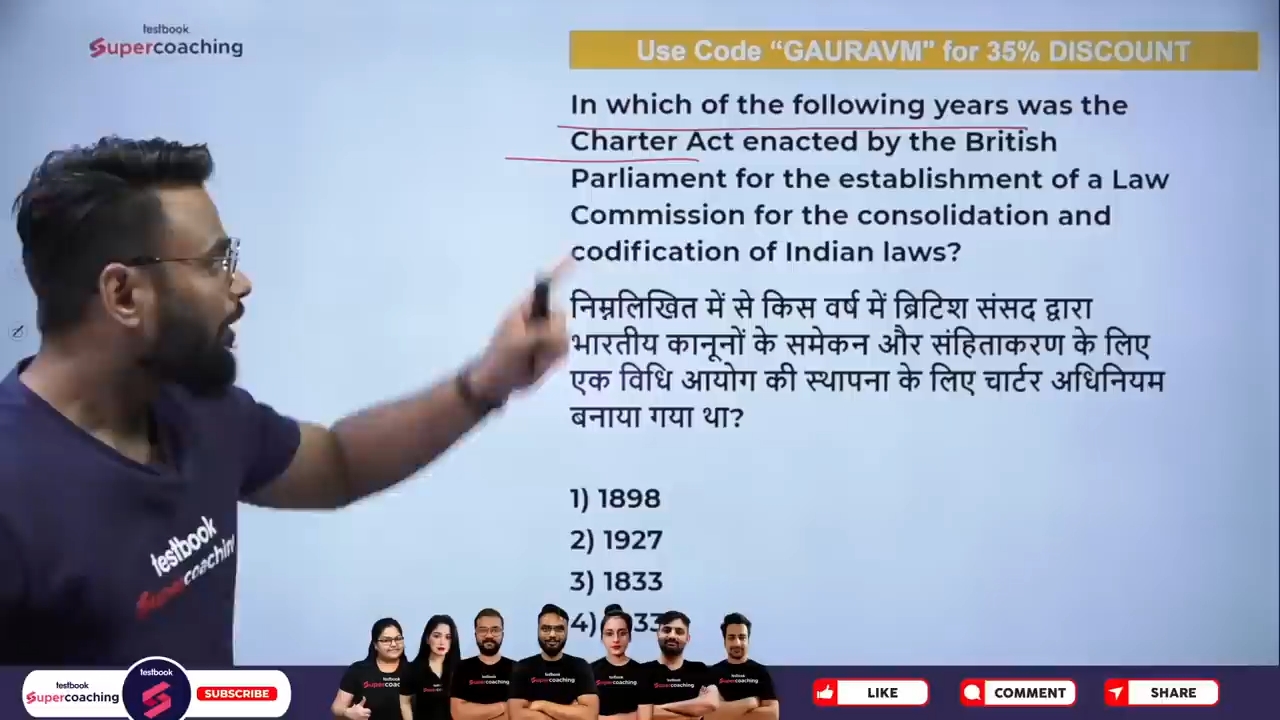 testbook
Supercoaching
Use Code “GAURAVM" for 35% DISCOUNT
In which of the following years was the
Charter Act enacted by the British
Parliament for the establishment of a Law
Commission for the consolidation and
codification of Indian laws?
निम्नलिखित में से किस वर्ष में ब्रिटिश संसद द्वारा
भारतीय कानूनों के समेकन और संहिताकरण के लिए
एक विधि आयोग की स्थापना के लिए चार्टर अधिनियम
बनाया गया था?
1) 1898
2) 1927
3) 1833
4)
testbook
Supercoaching
testbook
Supercoaching
testbook
SUBSCRIBE
LIKE
COMMENT
SHARE